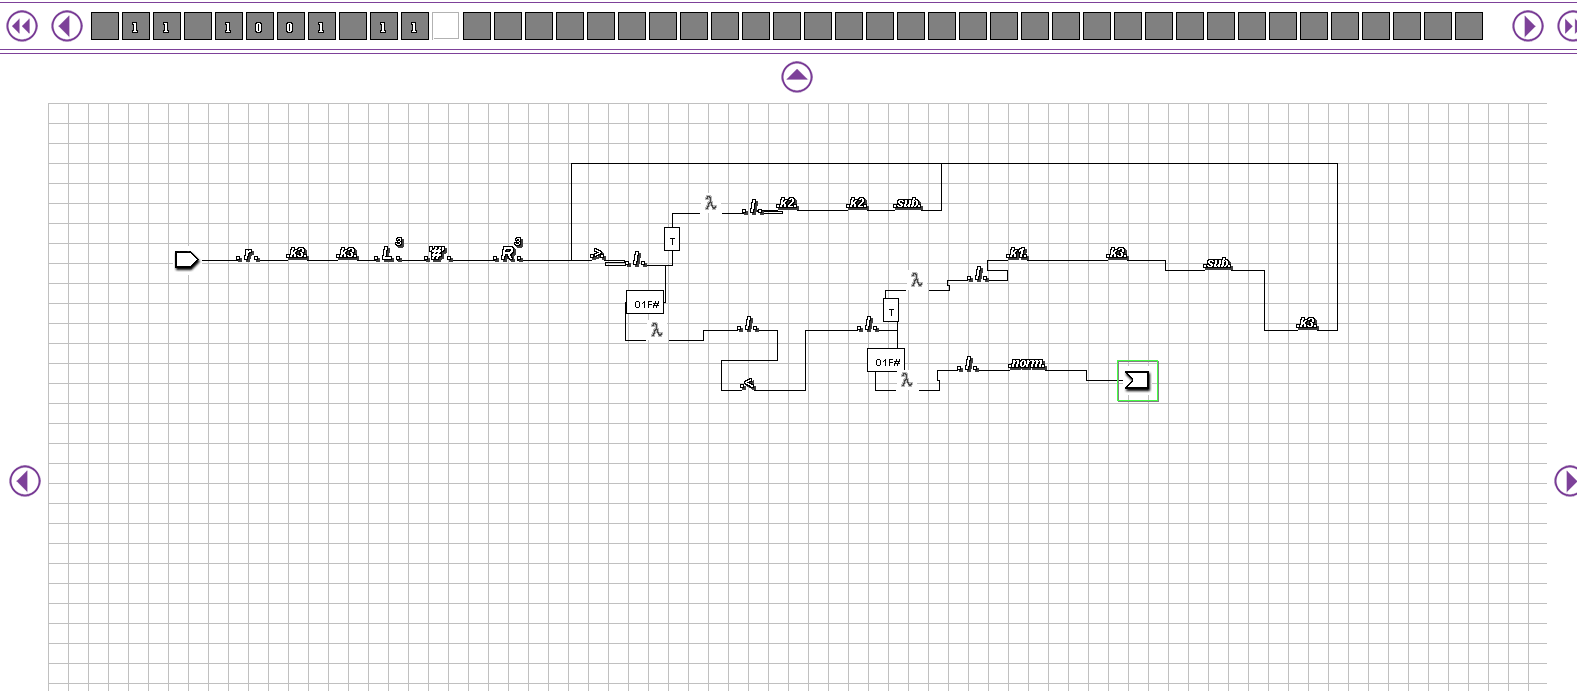 1 1 1 0 0 1 1 1
λ .l. .k2. .k2. .sub.
T
.r. .k3. .k3. .L.³ .'#'. .R.³ .>. .l. .k1. .k3. .sub.
λ .l.
01F# T
λ .l. .l. .k3.
01F# .l. .norm.
.<. λ